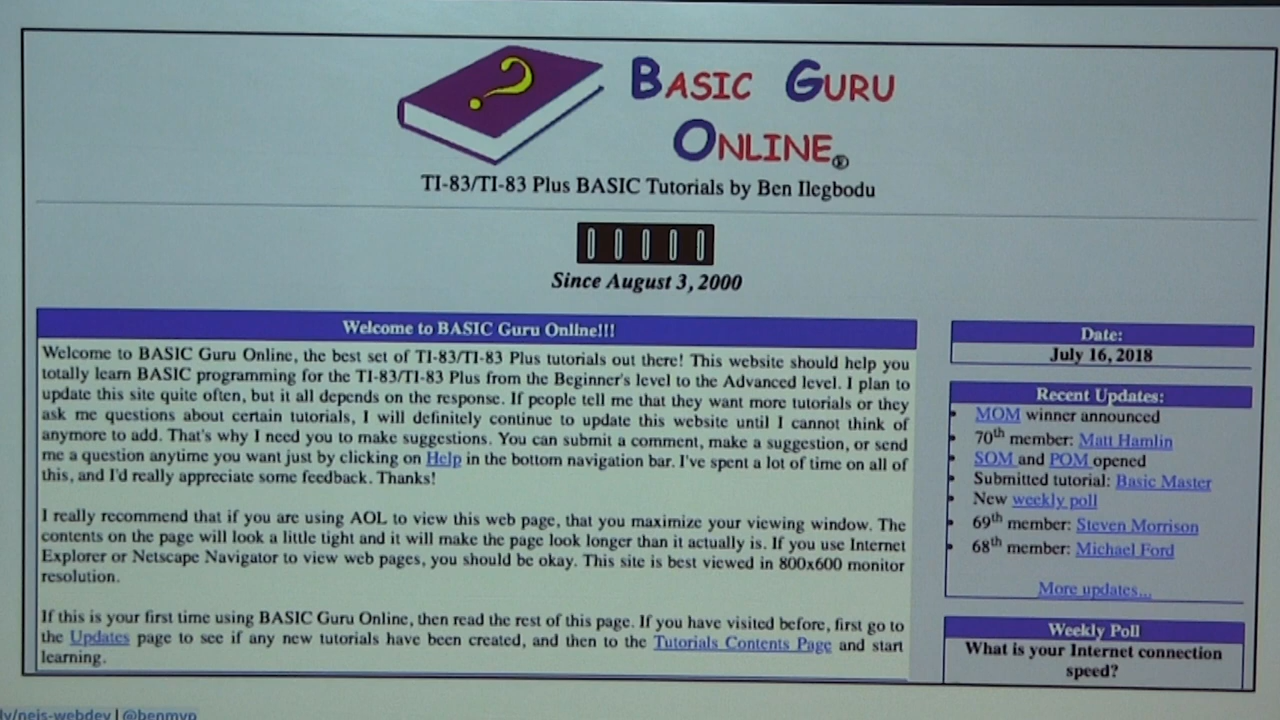 BASIC GURU
ONLINE®
TI-83/TI-83 Plus BASIC Tutorials by Ben Ilegbodu
00000
Since August 3, 2000
Welcome to BASIC Guru Online!!!
Welcome to BASIC Guru Online, the best set of TI-83/TI-83 Plus tutorials out there! This website should help you
totally learn BASIC programming for the TI-83/TI-83 Plus from the Beginner's level to the Advanced level. I plan to
update this site quite often, but it all depends on the response. If people tell me that they want more tutorials or they
ask me questions about certain tutorials, I will definitely continue to update this website until I cannot think of
anymore to add. That's why I need you to make suggestions. You can submit a comment, make a suggestion, or send
me a question anytime you want just by clicking on Help in the bottom navigation bar. I've spent a lot of time on all of
this, and I'd really appreciate some feedback. Thanks!
I really recommend that if you are using AOL to view this web page, that you maximize your viewing window. The
contents on the page will look a little tight and it will make the page look longer than it actually is. If you use Internet
Explorer or Netscape Navigator to view web pages, you should be okay. This site is best viewed in 800x600 monitor
resolution.
If this is your first time using BASIC Guru Online, then read the rest of this page. If you have visited before, first go to
the Updates page to see if any new tutorials have been created, and then to the Tutorials Contents Page and start
learning.
Date:
July 16, 2018
Recent Updates:
MOM winner announced
70th member: Matt Hamlin
SOM and POM opened
Submitted tutorial: Basic Master
New weekly poll
69th member: Steven Morrison
68th member: Michael Ford
More updates...
Weekly Poll
What is your Internet connection
speed?
ly/nejs-webdev | @benmvp